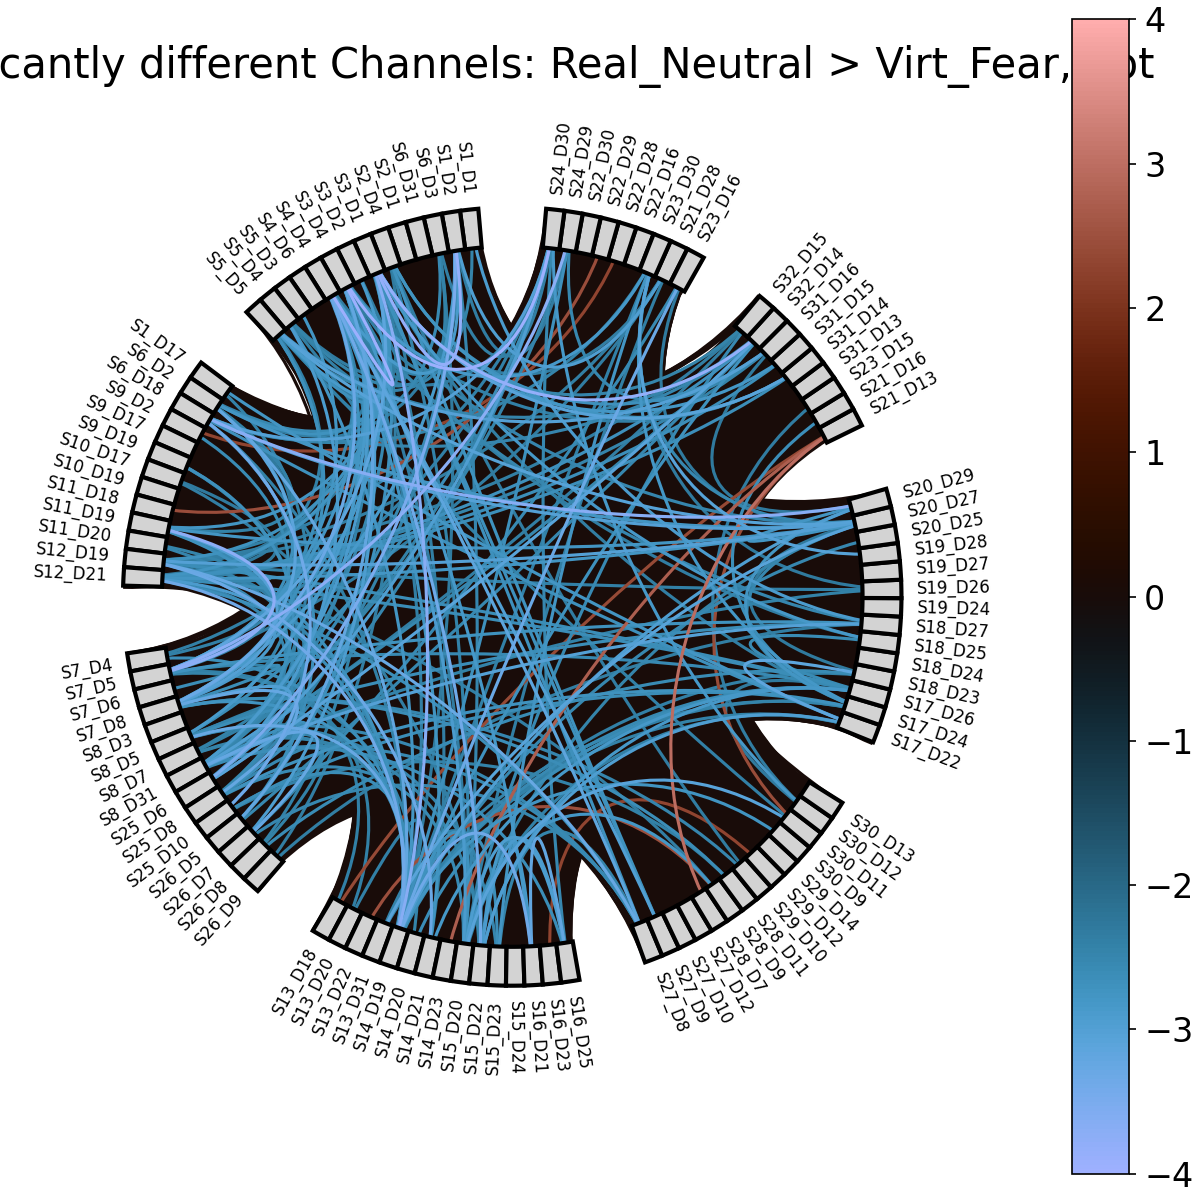 cantly different Channels: Real_Neutral > Virt_Fear, ot
S24_D30
S24_D29
S22_D30
S22_D29
S22_D28
S22_D16
S23_D30
S21_D28
S23_D16
S32_D15
S32_D14
S31_D16
S31_D15
S31_D14
S31_D13
S23_D15
S21_D16
S21_D13
S20_D29
S20_D27
S20_D25
S19_D28
S19_D27
S19_D26
S19_D24
S18_D27
S18_D25
S18_D24
S18_D23
S17_D26
S17_D24
S17_D22
S30_D13
S30_D12
S30_D11
S30_D9
S29_D14
S29_D12
S29_D10
S28_D11
S28_D9
S28_D7
S27_D12
S27_D10
S27_D9
S27_D8
S16_D25
S16_D23
S16_D21
S15_D24
S15_D23
S15_D22
S15_D20
S14_D23
S14_D21
S14_D20
S14_D19
S13_D31
S13_D22
S13_D20
S13_D18
S26_D9
S26_D8
S26_D7
S26_D5
S25_D10
S25_D8
S25_D6
S8_D31
S8_D7
S8_D5
S8_D3
S7_D8
S7_D6
S7_D5
S7_D4
S12_D21
S12_D19
S11_D20
S11_D19
S11_D18
S10_D19
S10_D17
S9_D19
S9_D17
S9_D2
S6_D18
S6_D2
S1_D17
S5_D5
S5_D4
S5_D3
S4_D6
S4_D4
S3_D4
S3_D2
S3_D1
S2_D4
S2_D1
S6_D31
S6_D3
S1_D2
S1_D1
4
3
2
1
0
−1
−2
−3
−4